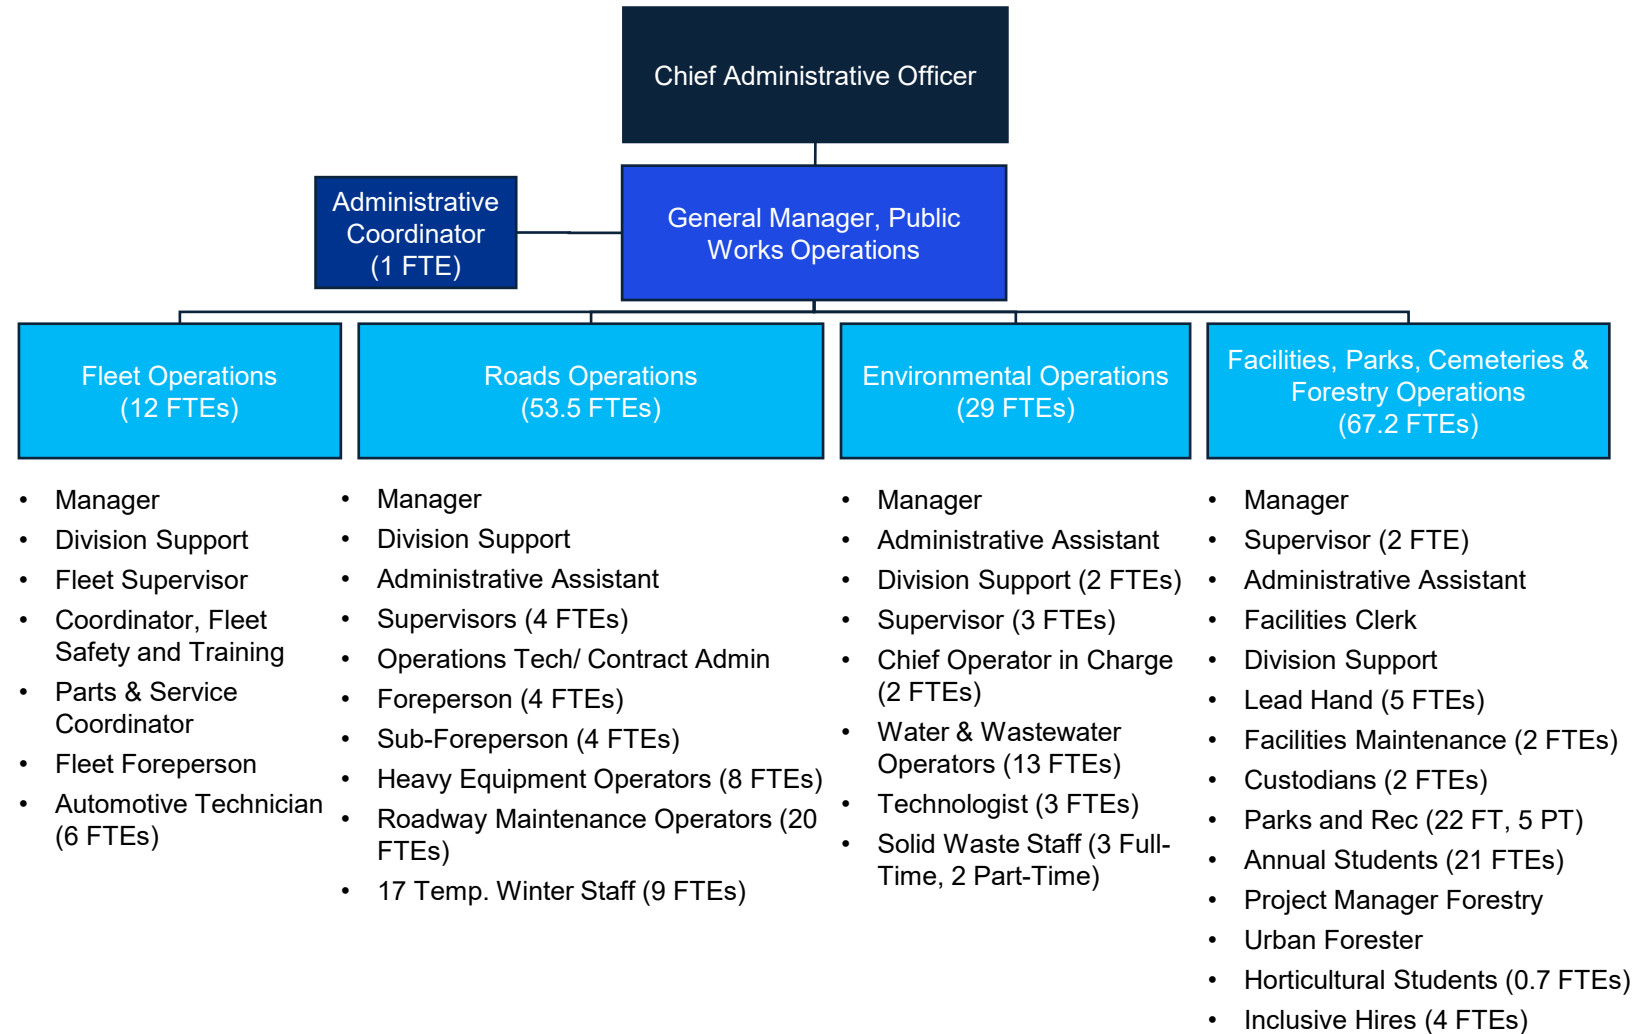 Chief Administrative Officer
Administrative
Coordinator
(1 FTE)
General Manager, Public
Works Operations
Fleet Operations
(12 FTEs)
Roads Operations
(53.5 FTEs)
Environmental Operations
(29 FTEs)
Facilities, Parks, Cemeteries &
Forestry Operations
(67.2 FTEs)
• Manager
• Division Support
• Fleet Supervisor
• Coordinator, Fleet
Safety and Training
• Parts & Service
Coordinator
• Fleet Foreperson
• Automotive Technician
(6 FTEs)
• Manager
• Division Support
• Administrative Assistant
• Supervisors (4 FTEs)
• Operations Tech/ Contract Admin
• Foreperson (4 FTEs)
• Sub-Foreperson (4 FTEs)
• Heavy Equipment Operators (8 FTEs)
• Roadway Maintenance Operators (20
FTEs)
• 17 Temp. Winter Staff (9 FTEs)
• Manager
• Administrative Assistant
• Division Support (2 FTEs)
• Supervisor (3 FTEs)
• Chief Operator in Charge
(2 FTEs)
• Water & Wastewater
Operators (13 FTEs)
• Technologist (3 FTEs)
• Solid Waste Staff (3 Full-
Time, 2 Part-Time)
• Manager
• Supervisor (2 FTE)
• Administrative Assistant
• Facilities Clerk
• Division Support
• Lead Hand (5 FTEs)
• Facilities Maintenance (2 FTEs)
• Custodians (2 FTEs)
• Parks and Rec (22 FT, 5 PT)
• Annual Students (21 FTEs)
• Project Manager Forestry
• Urban Forester
• Horticultural Students (0.7 FTEs)
• Inclusive Hires (4 FTEs)